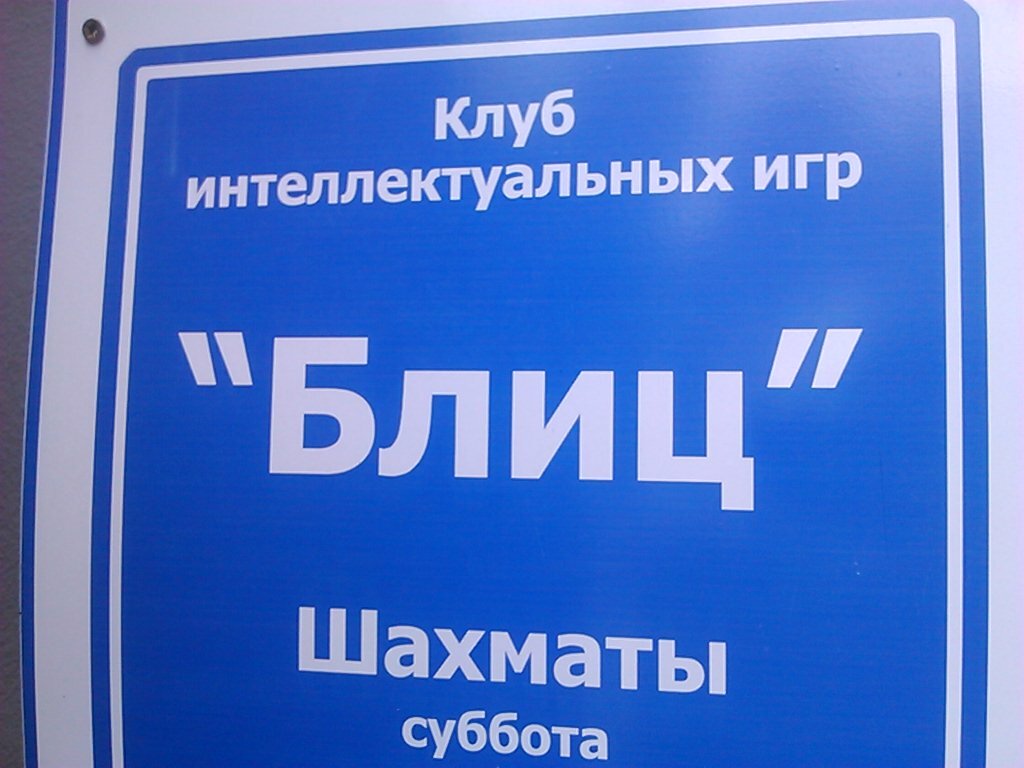 Клуб
интеллектуальных игр
"Блиц"
Шахматы
суббота